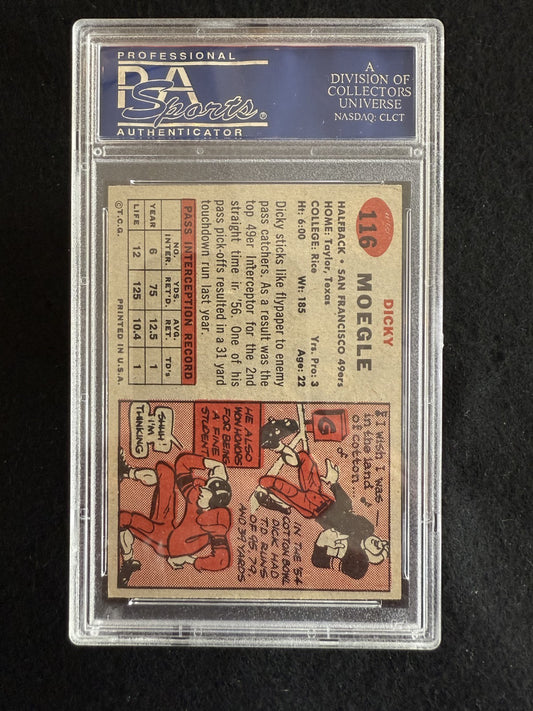 PROFESSIONAL
PSA
Sports®
AUTHENTICATOR
A
DIVISION OF
COLLECTORS
UNIVERSE
NASDAQ: CLCT
116
DICKY
MOEGLE
HALFBACK • SAN FRANCISCO 49ers
HOME: Taylor, Texas
COLLEGE: Rice Yrs. Pro: 3
Ht: 6:00 Wt: 185 Age: 22
Dicky sticks like flypaper to enemy
pass catchers. As a result was the
top 49er Interceptor for the 2nd
straight time in '56. One of his
pass pick-offs resulted in a 31 yard
touchdown run last year.
PASS INTERCEPTION RECORD
NO. INTER. YDS. RET'D. AVG. RET. TD's
YEAR 6 75 12.5 1
LIFE 12 125 10.4 1
©T.C.G. PRINTED IN U.S.A.
I wish I was
in the land
of cotton
G
IN THE '54
COTTON BOWL
DICK HAD
T.D RUNS
OF 95, 79
AND 39 YARDS
HE ALSO
WON HONORS
FOR BEING
A FINE
STUDENT
SHHH!
I'M
THINKING